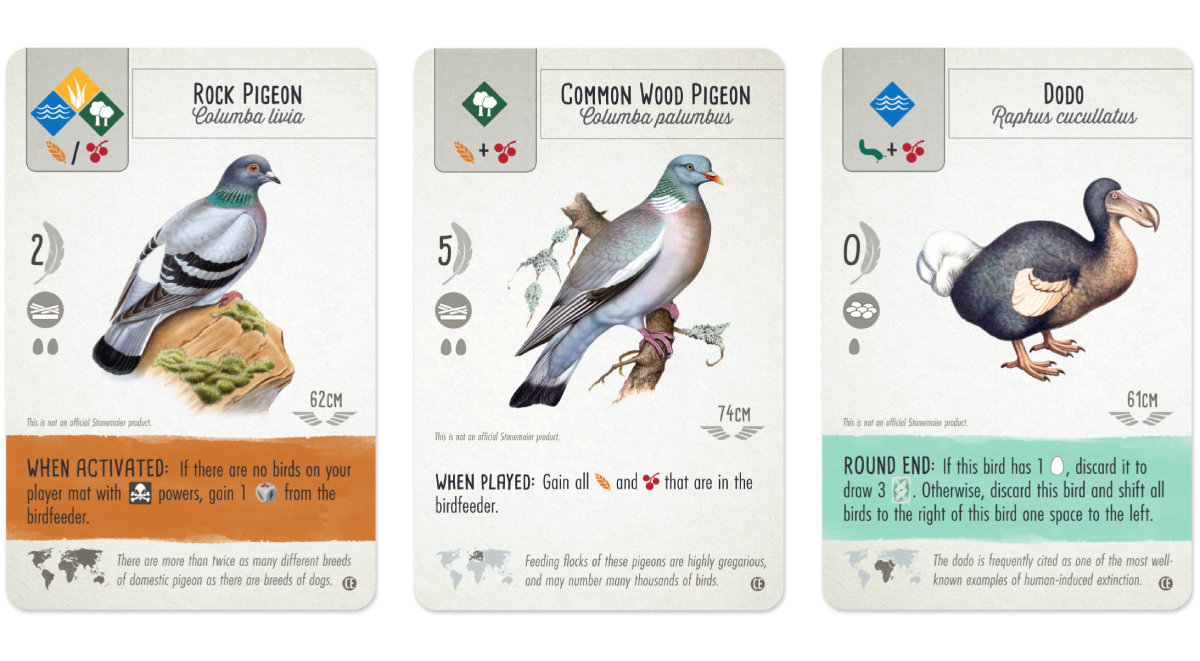 Rock Pigeon
Columba livia
/
2
62cm
This is not an official Stonemaier product.
WHEN ACTIVATED: If there are no birds on your
player mat with powers, gain 1 from the
birdfeeder.
There are more than twice as many different breeds
of domestic pigeon as there are breeds of dogs.
CE
Common Wood Pigeon
Columba palumbus
+
5
74cm
This is not an official Stonemaier product.
WHEN PLAYED: Gain all and that are in the
birdfeeder.
Feeding flocks of these pigeons are highly gregarious,
and may number many thousands of birds.
CE
Dodo
Raphus cucullatus
+
0
61cm
This is not an official Stonemaier product.
ROUND END: If this bird has 1 , discard it to
draw 3 . Otherwise, discard this bird and shift all
birds to the right of this bird one space to the left.
The dodo is frequently cited as one of the most well-
known examples of human-induced extinction.
CE